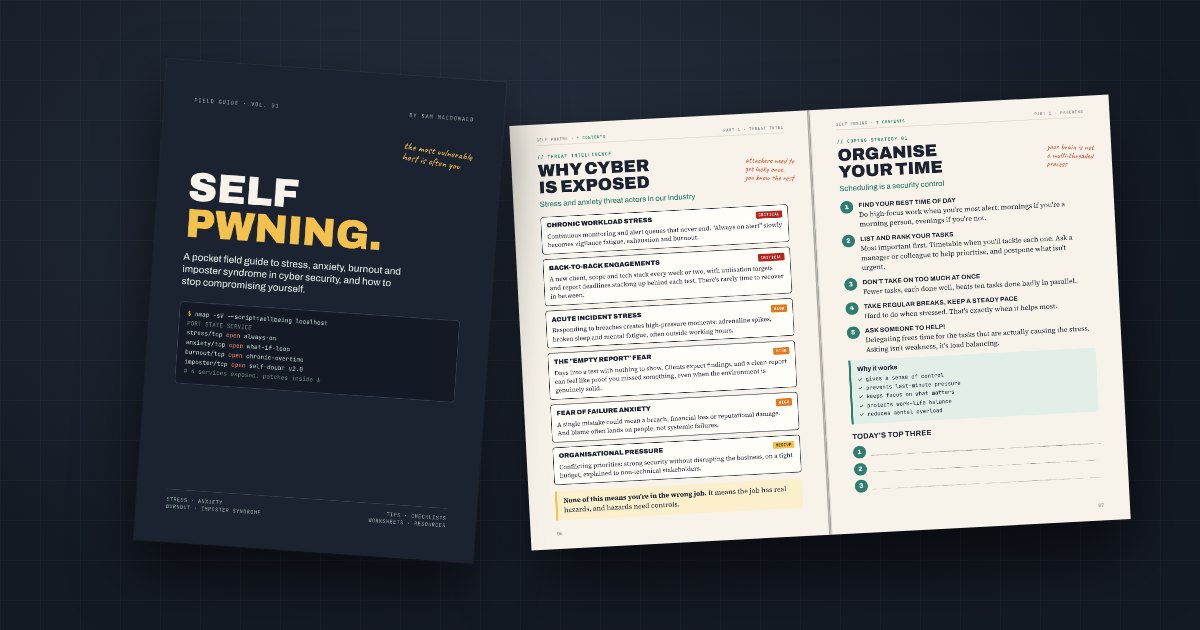 FIELD GUIDE · VOL. 01
BY SAM MACDONALD
the most vulnerable
host is often you
SELF
PWNING.
A pocket field guide to stress, anxiety, burnout and
imposter syndrome in cyber security, and how to
stop compromising yourself.
$ nmap -sV --script=wellbeing localhost
PORT STATE SERVICE
stress/tcp open always-on
anxiety/tcp open what-if-loop
burnout/tcp open chronic-overtime
imposter/tcp open self-doubt v2.0
# 4 services exposed. patches inside ↓
STRESS · ANXIETY
BURNOUT · IMPOSTER SYNDROME
TIPS · CHECKLISTS
WORKSHEETS · RESOURCES
SELF PWNING · ↑ CONTENTS
PART 1 · THREAT INTEL
// THREAT INTELLIGENCE
WHY CYBER
IS EXPOSED
attackers need to
get lucky once.
you know the rest
Stress and anxiety threat actors in our industry
CHRONIC WORKLOAD STRESS
CRITICAL
Continuous monitoring and alert queues that never end. "Always on alert" slowly
becomes vigilance fatigue, exhaustion and burnout.
BACK-TO-BACK ENGAGEMENTS
CRITICAL
A new client, scope and tech stack every week or two, with utilisation targets
and report deadlines stacking up behind each test. There's rarely time to recover
in between.
ACUTE INCIDENT STRESS
HIGH
Responding to breaches creates high-pressure moments: adrenaline spikes,
broken sleep and mental fatigue, often outside working hours.
THE "EMPTY REPORT" FEAR
HIGH
Days into a test with nothing to show. Clients expect findings, and a clean report
can feel like proof you missed something, even when the environment is
genuinely solid.
FEAR OF FAILURE ANXIETY
HIGH
A single mistake could mean a breach, financial loss or reputational damage.
And blame often lands on people, not systemic failures.
ORGANISATIONAL PRESSURE
MEDIUM
Conflicting priorities: strong security without disrupting the business, on a tight
budget, explained to non-technical stakeholders.
None of this means you're in the wrong job. It means the job has real
hazards, and hazards need controls.
06
SELF PWNING · ↑ CONTENTS
PART 2 · PATCHING
// COPING STRATEGY 01
ORGANISE
YOUR TIME
your brain is not
a multi-threaded
process
Scheduling is a security control
1 FIND YOUR BEST TIME OF DAY
Do high-focus work when you're most alert: mornings if you're a
morning person, evenings if you're not.
2 LIST AND RANK YOUR TASKS
Most important first. Timetable when you'll tackle each one. Ask a
manager or colleague to help prioritise, and postpone what isn't
urgent.
3 DON'T TAKE ON TOO MUCH AT ONCE
Fewer tasks, each done well, beats ten tasks done badly in parallel.
4 TAKE REGULAR BREAKS, KEEP A STEADY PACE
Hard to do when stressed. That's exactly when it helps most.
5 ASK SOMEONE TO HELP!
Delegating frees time for the tasks that are actually causing the stress.
Asking isn't weakness, it's load balancing.
Why it works
✓ gives a sense of control
✓ prevents last-minute pressure
✓ keeps focus on what matters
✓ protects work-life balance
✓ reduces mental overload
TODAY'S TOP THREE
1
2
3
07